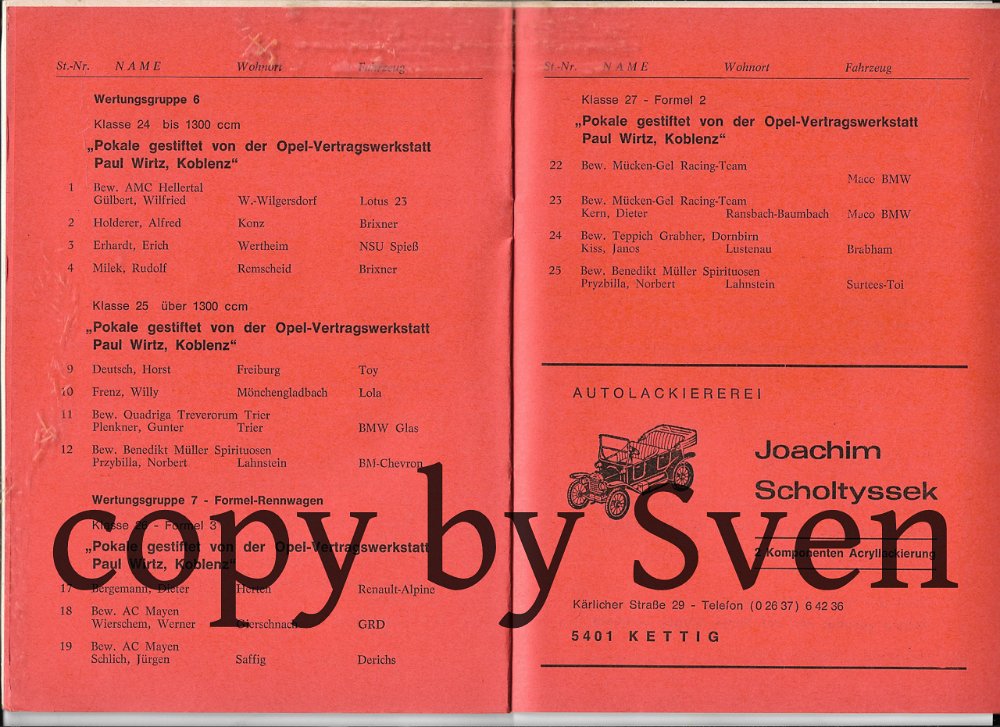 St.-Nr. NAME Wohnort Fahrzeug
Wertungsgruppe 6
Klasse 24 bis 1300 ccm
„Pokale gestiftet von der Opel-Vertragswerkstatt
Paul Wirtz, Koblenz“
1 Bew. AMC Hellertal
Gülbert, Wilfried W.-Wilgersdorf Lotus 23
2 Holderer, Alfred Konz Brixner
3 Erhardt, Erich Wertheim NSU Spieß
4 Milek, Rudolf Remscheid Brixner
Klasse 25 über 1300 ccm
„Pokale gestiftet von der Opel-Vertragswerkstatt
Paul Wirtz, Koblenz“
9 Deutsch, Horst Freiburg Toy
10 Frenz, Willy Mönchengladbach Lola
11 Bew. Quadriga Treverorum Trier
Plenkner, Gunter Trier BMW Glas
12 Bew. Benedikt Müller Spirituosen
Przybilla, Norbert Lahnstein BM-Chevron
Wertungsgruppe 7 - Formel-Rennwagen
Klasse 26 - Formel 3
„Pokale gestiftet von der Opel-Vertragswerkstatt
Paul Wirtz, Koblenz“
17 Bergemann, Dieter Herten Renault-Alpine
18 Bew. AC Mayen
Wierschem, Werner Gierschnach GRD
19 Bew. AC Mayen
Schlich, Jürgen Saffig Derichs
St.-Nr. NAME Wohnort Fahrzeug
Klasse 27 - Formel 2
„Pokale gestiftet von der Opel-Vertragswerkstatt
Paul Wirtz, Koblenz“
22 Bew. Mücken-Gel Racing-Team
Maco BMW
23 Bew. Mücken-Gel Racing-Team
Kern, Dieter Ransbach-Baumbach Maco BMW
24 Bew. Teppich Grabher, Dornbirn
Kiss, Janos Lustenau Brabham
25 Bew. Benedikt Müller Spirituosen
Pryzbilla, Norbert Lahnstein Surtees-Toi
AUTOLACKIEREREI
Joachim
Scholtyssek
2 Komponenten Acryllackierung
Kärlicher Straße 29 - Telefon (0 26 37) 6 42 36
5401 KETTIG
copy by Sven